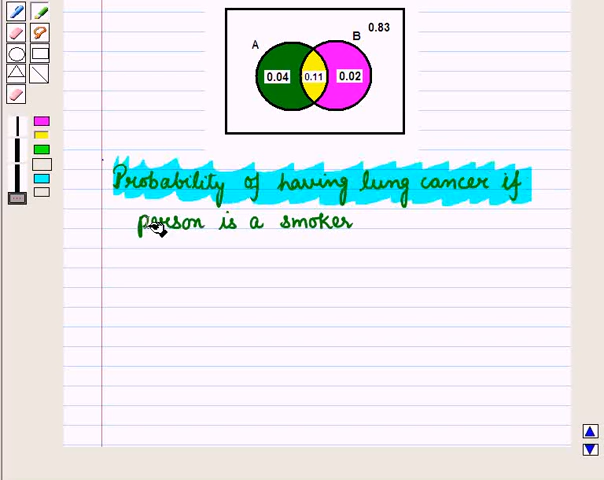 0.83
A
B
0.04 0.11 0.02
Probability of having lung cancer if
person is a smoker